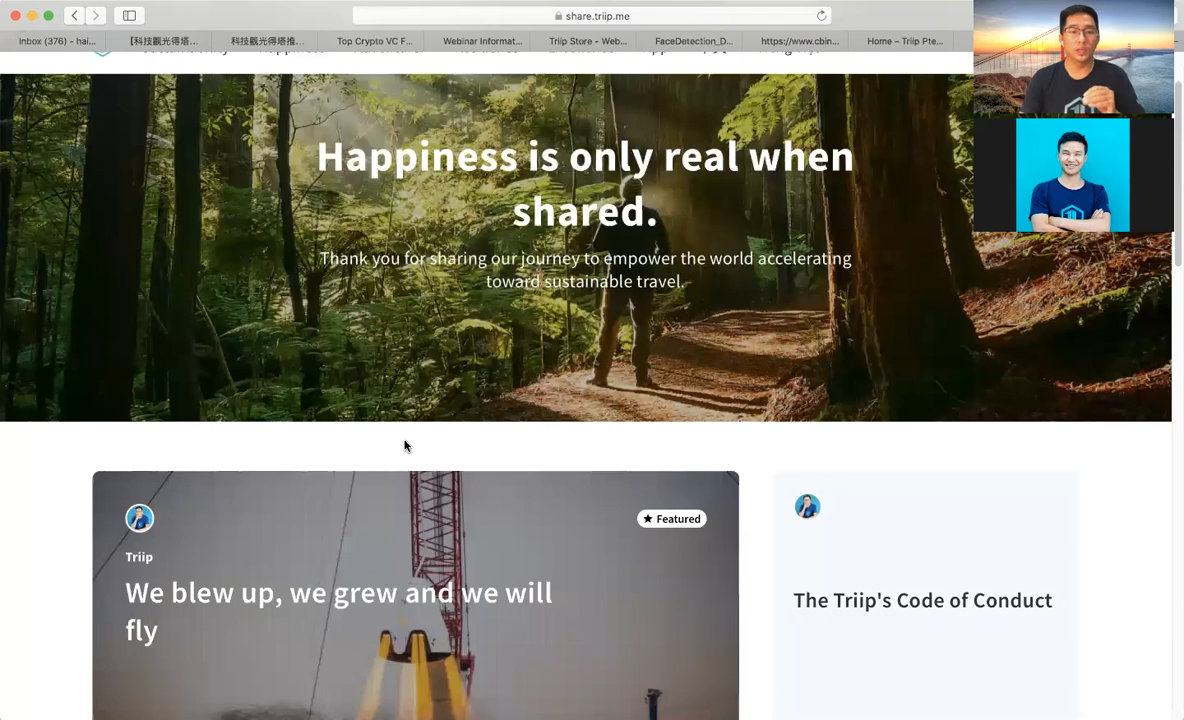 share.triip.me
Inbox (376) - hai...
【科技觀光得塔...
科技觀光得塔推...
Top Crypto VC F...
Webinar Informat...
Triip Store - Web...
FaceDetection_D...
https://www.cbin...
Home – Triip Pte...
Happiness is only real when
shared.
Thank you for sharing our journey to empower the world accelerating
toward sustainable travel.
★ Featured
Triip
We blew up, we grew and we will
fly
The Triip's Code of Conduct